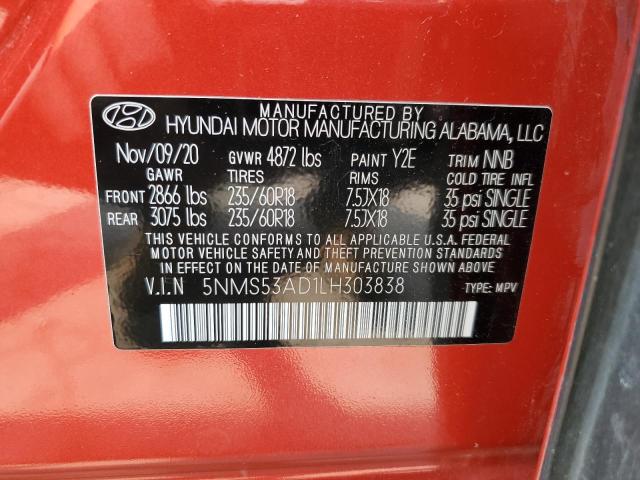 MANUFACTURED BY
HYUNDAI MOTOR MANUFACTURING ALABAMA, LLC
Nov/09/20 GVWR 4872 lbs PAINT Y2E TRIM NNB
GAWR TIRES RIMS COLD TIRE INFL
FRONT 2866 lbs 235/60R18 7.5JX18 35 psi SINGLE
REAR 3075 lbs 235/60R18 7.5JX18 35 psi SINGLE
THIS VEHICLE CONFORMS TO ALL APPLICABLE U.S.A. FEDERAL
MOTOR VEHICLE SAFETY AND THEFT PREVENTION STANDARDS
IN EFFECT ON THE DATE OF MANUFACTURE SHOWN ABOVE.
V.I.N 5NMS53AD1LH303838 TYPE: MPV